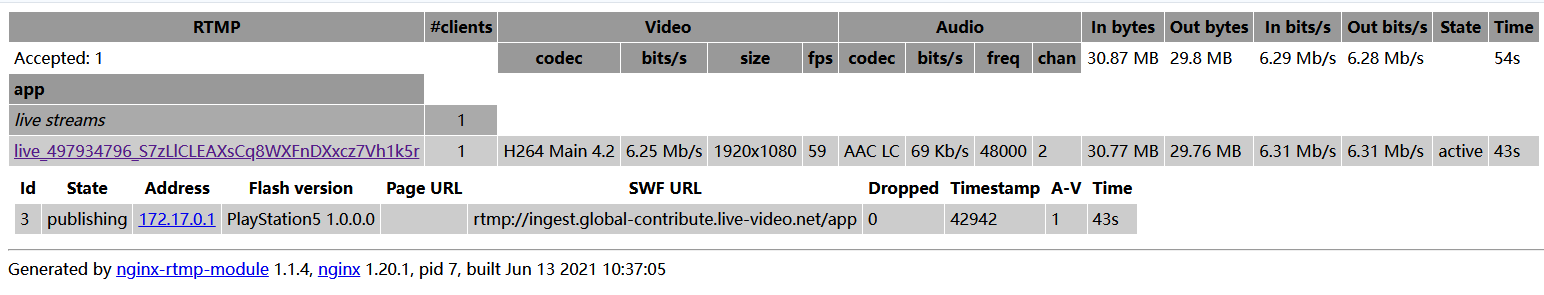 RTMP #clients Video Audio In bytes Out bytes In bits/s Out bits/s State Time
Accepted: 1 codec bits/s size fps codec bits/s freq chan 30.87 MB 29.8 MB 6.29 Mb/s 6.28 Mb/s 54s
app
live streams 1
live_497934796_S7zLlCLEAXsCq8WXFnDXxcz7Vh1k5r 1 H264 Main 4.2 6.25 Mb/s 1920x1080 59 AAC LC 69 Kb/s 48000 2 30.77 MB 29.76 MB 6.31 Mb/s 6.31 Mb/s active 43s
Id State Address Flash version Page URL SWF URL Dropped Timestamp A-V Time
3 publishing 172.17.0.1 PlayStation5 1.0.0.0 rtmp://ingest.global-contribute.live-video.net/app 0 42942 1 43s
Generated by nginx-rtmp-module 1.1.4, nginx 1.20.1, pid 7, built Jun 13 2021 10:37:05